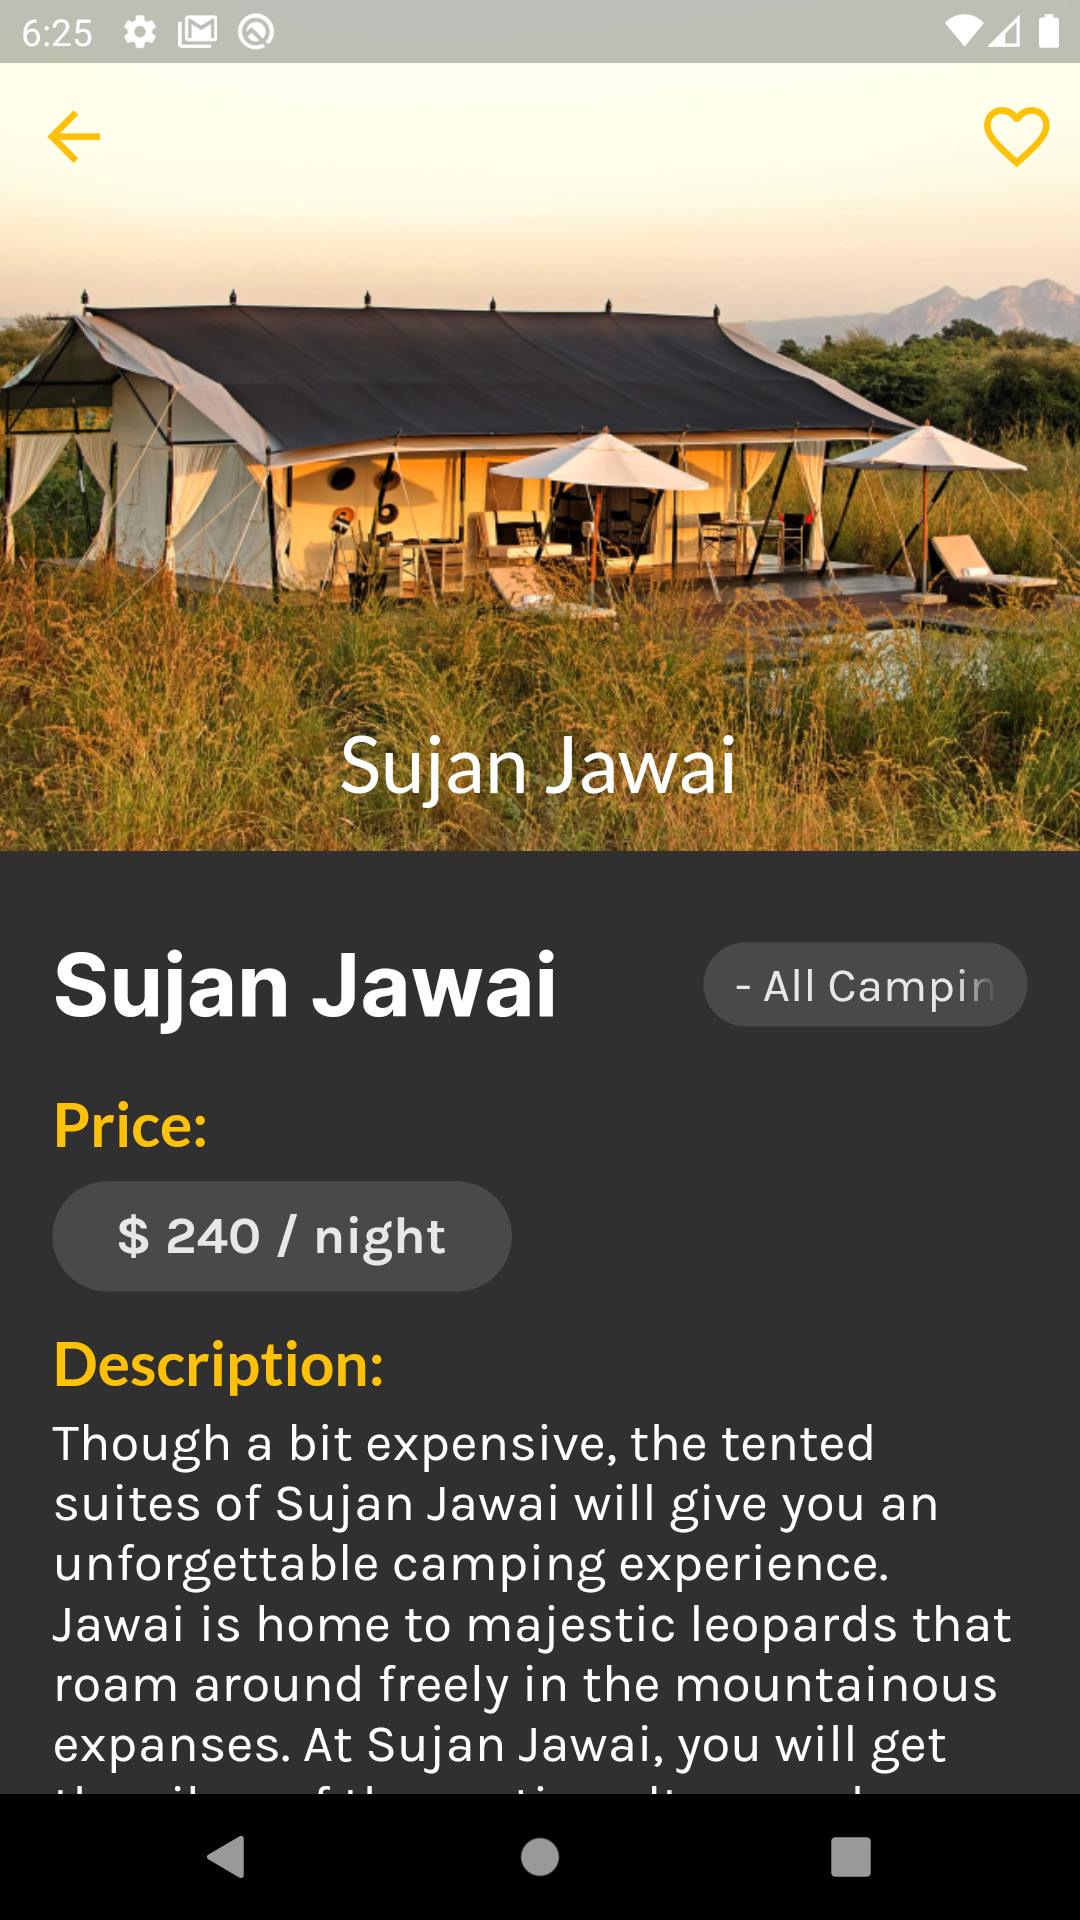 6:25
Sujan Jawai
Sujan Jawai
- All Campin
Price:
$ 240 / night
Description:
Though a bit expensive, the tented
suites of Sujan Jawai will give you an
unforgettable camping experience.
Jawai is home to majestic leopards that
roam around freely in the mountainous
expanses. At Sujan Jawai, you will get